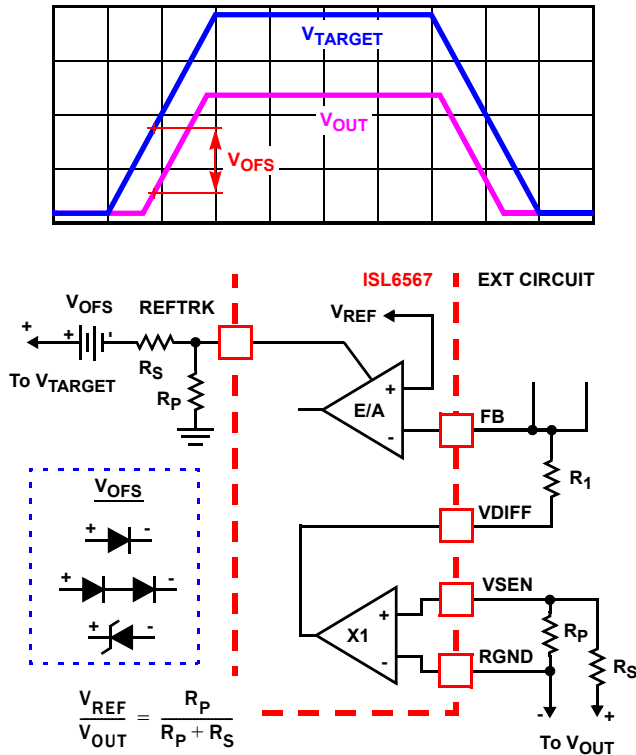 VTARGET
VOUT
VOFS
ISL6567 EXT CIRCUIT
VOFS REFTRK VREF
+ + -
RS
To VTARGET
RP
+
E/A
-
FB
R1
VOFS
VDIFF
+ -
+ -
+ -
VSEN
+
X1
-
RP
RS
RGND
- +
To VOUT
VREF / VOUT = RP / RP + RS